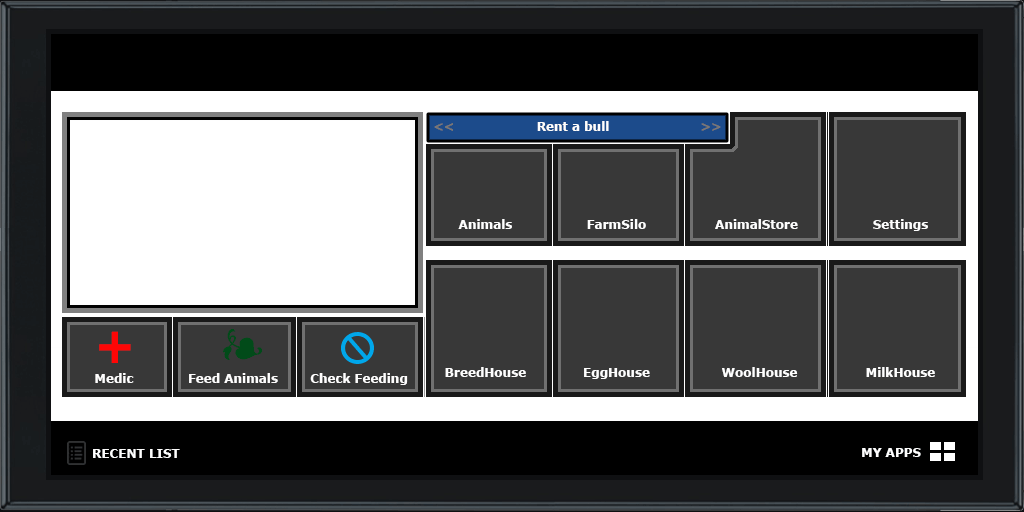 << Rent a bull >>
Animals
FarmSilo
AnimalStore
Settings
Medic
Feed Animals
Check Feeding
BreedHouse
EggHouse
WoolHouse
MilkHouse
RECENT LIST
MY APPS